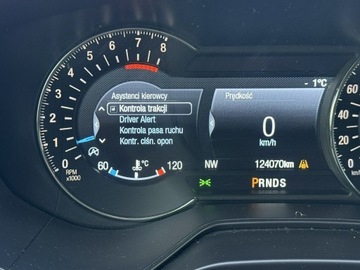 0
1
2
3
4
5
6
7
8
RPM
x1000
Asystenci kierowcy
Kontrola trakcji
Driver Alert
Kontrola pasa ruchu
Kontr. ciśn. opon
60 °C 120
- 1°C
Prędkość
0
km/h
NW 124070km
PRNDS
0
20
40
60